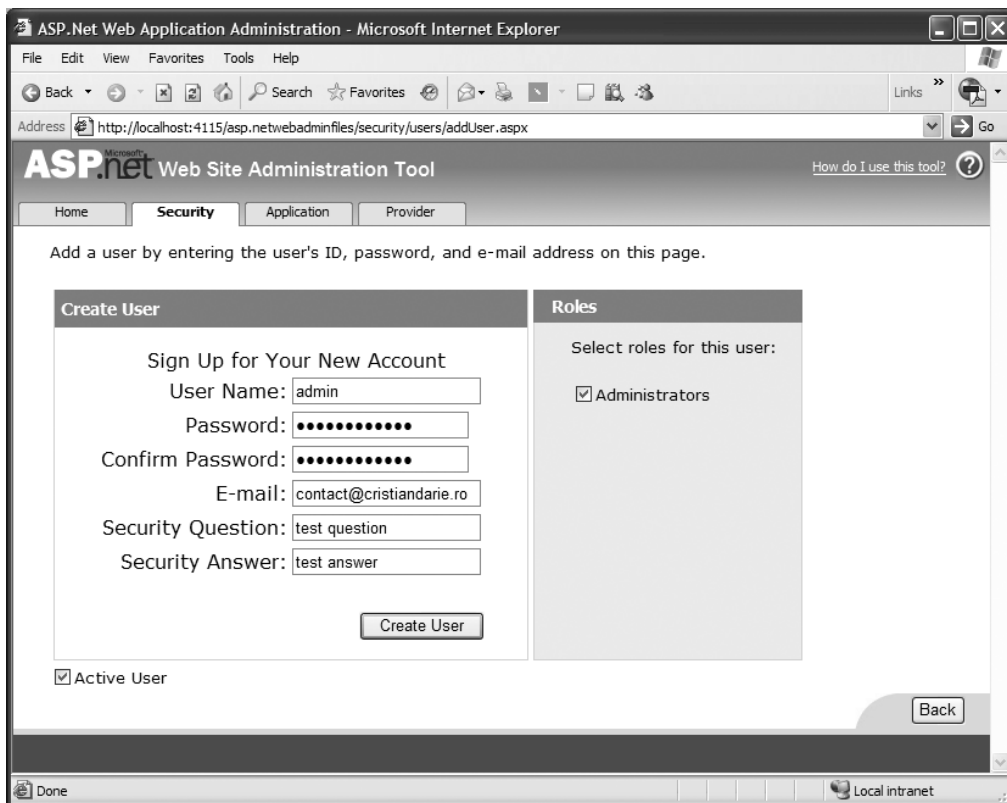 ASP.Net Web Application Administration - Microsoft Internet Explorer
File Edit View Favorites Tools Help
Back Search Favorites Links »
Address http://localhost:4115/asp.netwebadminfiles/security/users/addUser.aspx Go
Microsoft
ASP.net Web Site Administration Tool How do I use this tool? ?
Home Security Application Provider
Add a user by entering the user's ID, password, and e-mail address on this page.
Create User
Sign Up for Your New Account
User Name: admin
Password: ••••••••••••
Confirm Password: ••••••••••••
E-mail: contact@cristiandarie.ro
Security Question: test question
Security Answer: test answer
Create User
Roles
Select roles for this user:
Administrators
Active User
Back
Done Local intranet